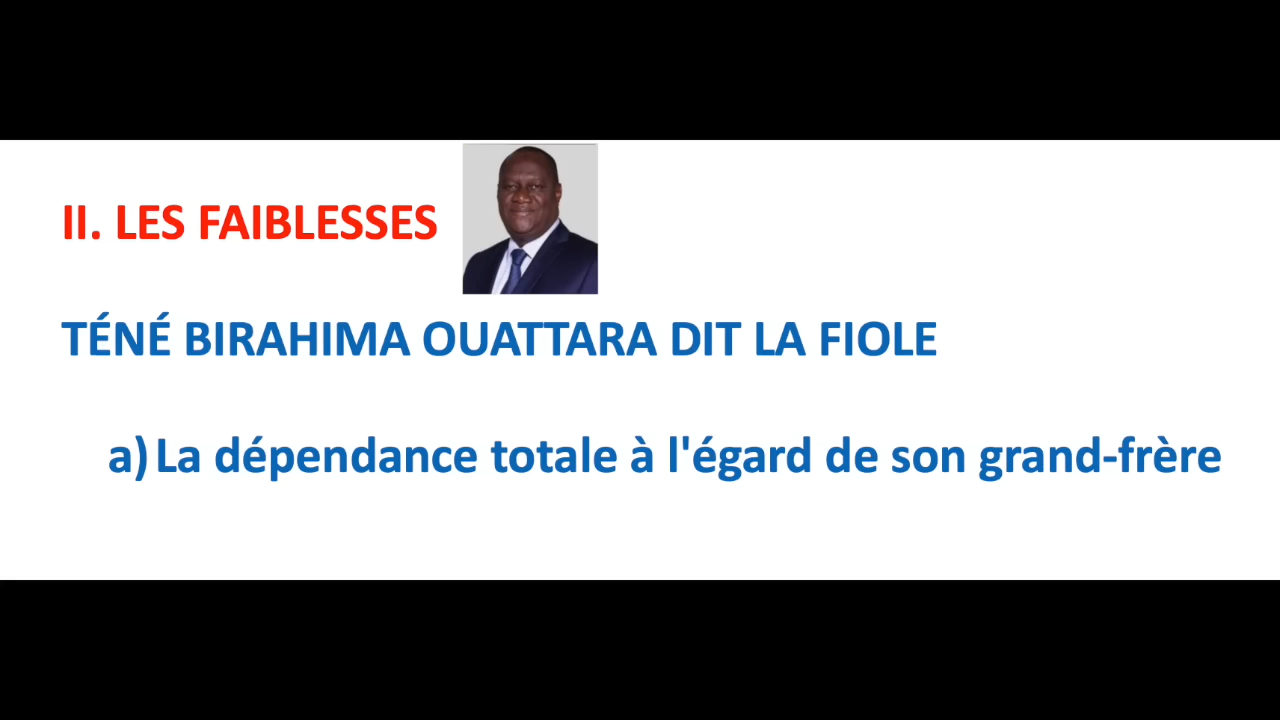 II. LES FAIBLESSES
TÉNÉ BIRAHIMA OUATTARA DIT LA FIOLE
a) La dépendance totale à l'égard de son grand-frère